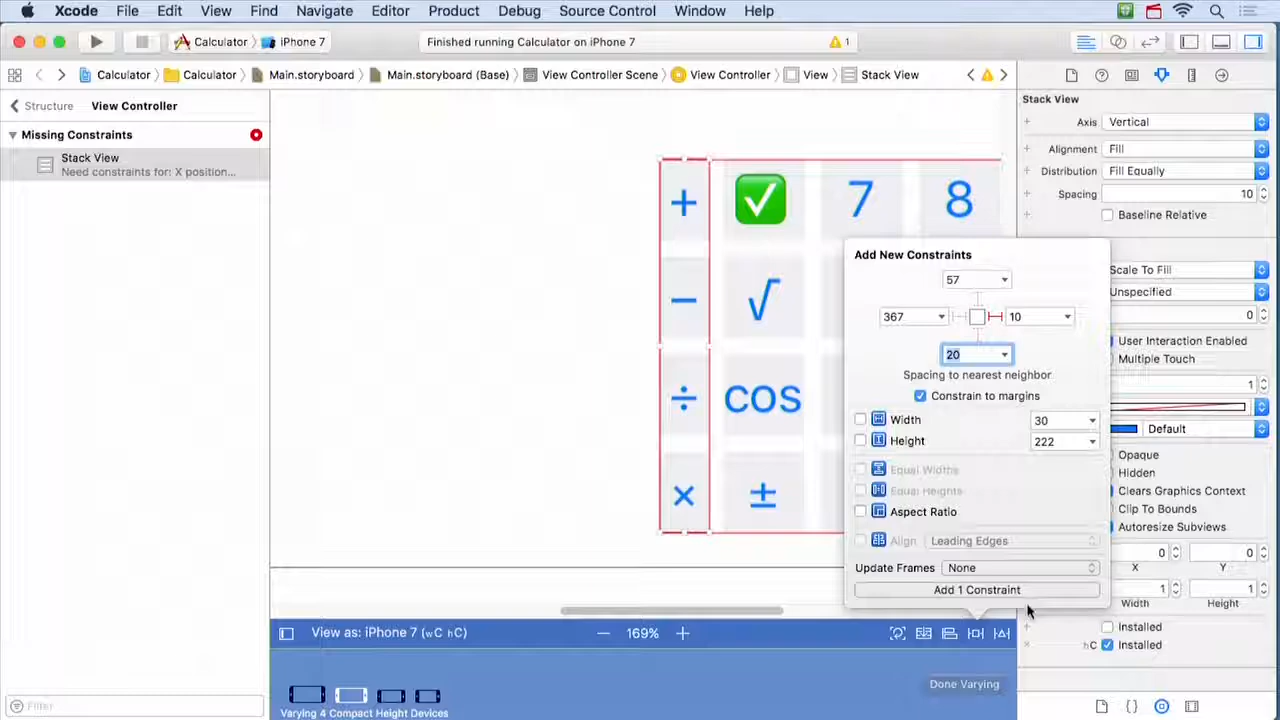 Xcode File Edit View Find Navigate Editor Product Debug Source Control Window Help
Calculator iPhone 7 Finished running Calculator on iPhone 7 1
Calculator Calculator Main.storyboard Main.storyboard (Base) View Controller Scene View Controller View Stack View
Structure View Controller
Missing Constraints
Stack View
Need constraints for: X position...
+ 7 8
− √
÷ cos
× ±
Add New Constraints
57
367 10
20
Spacing to nearest neighbor
Constrain to margins
Width 30
Height 222
Equal Widths
Equal Heights
Aspect Ratio
Align Leading Edges
Update Frames None
Add 1 Constraint
Stack View
+ Axis Vertical
+ Alignment Fill
+ Distribution Fill Equally
+ Spacing 10
+ Baseline Relative
Scale To Fill
Unspecified
0
User Interaction Enabled
Multiple Touch
1
Default
Opaque
Hidden
Clears Graphics Context
Clip To Bounds
Autoresize Subviews
0 0
X Y
1 1
Width Height
+ Installed
× hC Installed
View as: iPhone 7 (wC hC) — 169% +
Done Varying
Varying 4 Compact Height Devices
Filter